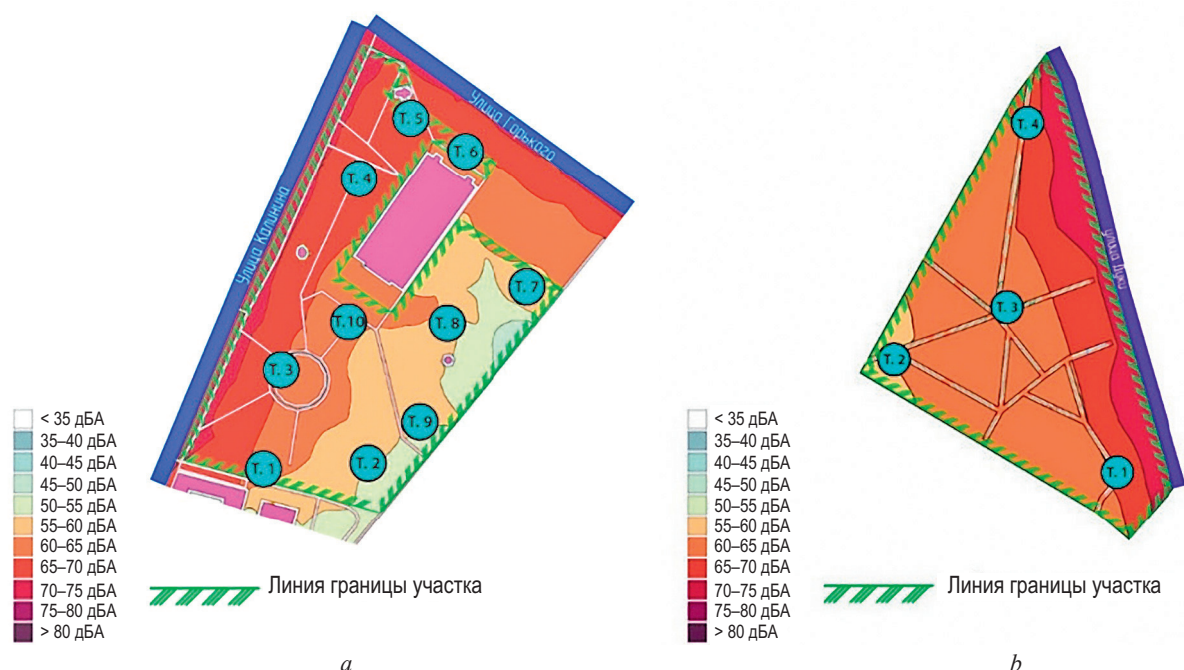 Улица Горького
Улица Калинина
Т. 5
Т. 6
Т. 4
Т. 7
Т.10
Т. 8
Т. 3
Т. 9
Т. 1
Т. 2
< 35 дБА
35–40 дБА
40–45 дБА
45–50 дБА
50–55 дБА
55–60 дБА
60–65 дБА
65–70 дБА
70–75 дБА
75–80 дБА
> 80 дБА
Линия границы участка
a
Т. 4
Т. 3
Т. 2
Т. 1
< 35 дБА
35–40 дБА
40–45 дБА
45–50 дБА
50–55 дБА
55–60 дБА
60–65 дБА
65–70 дБА
70–75 дБА
75–80 дБА
> 80 дБА
Линия границы участка
b